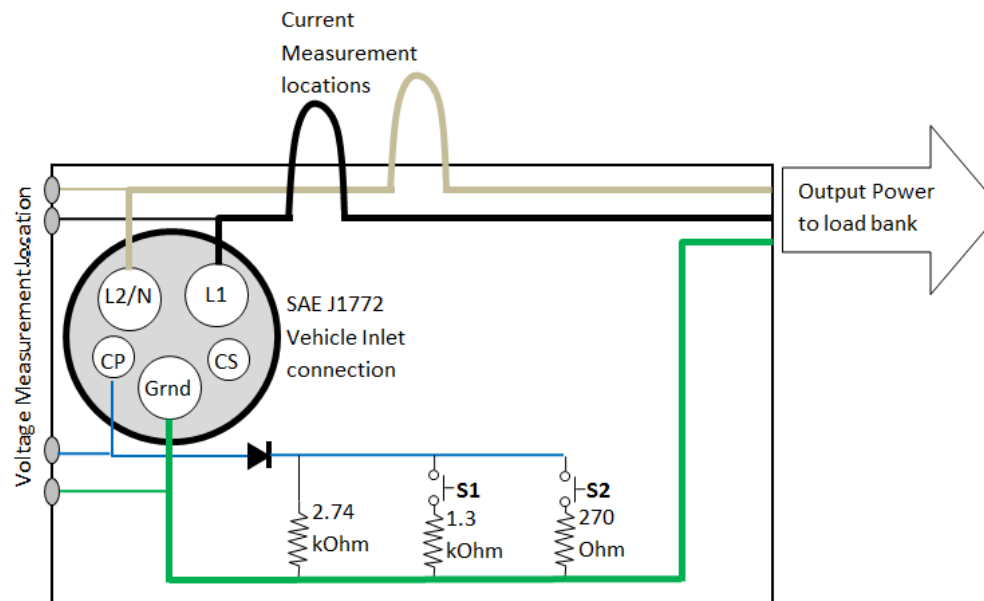 Current
Measurement
locations
Output Power
to load bank
Voltage Measurement location
L2/N
L1
CP
CS
Grnd
SAE J1772
Vehicle Inlet
connection
S1
S2
2.74
kOhm
1.3
kOhm
270
Ohm